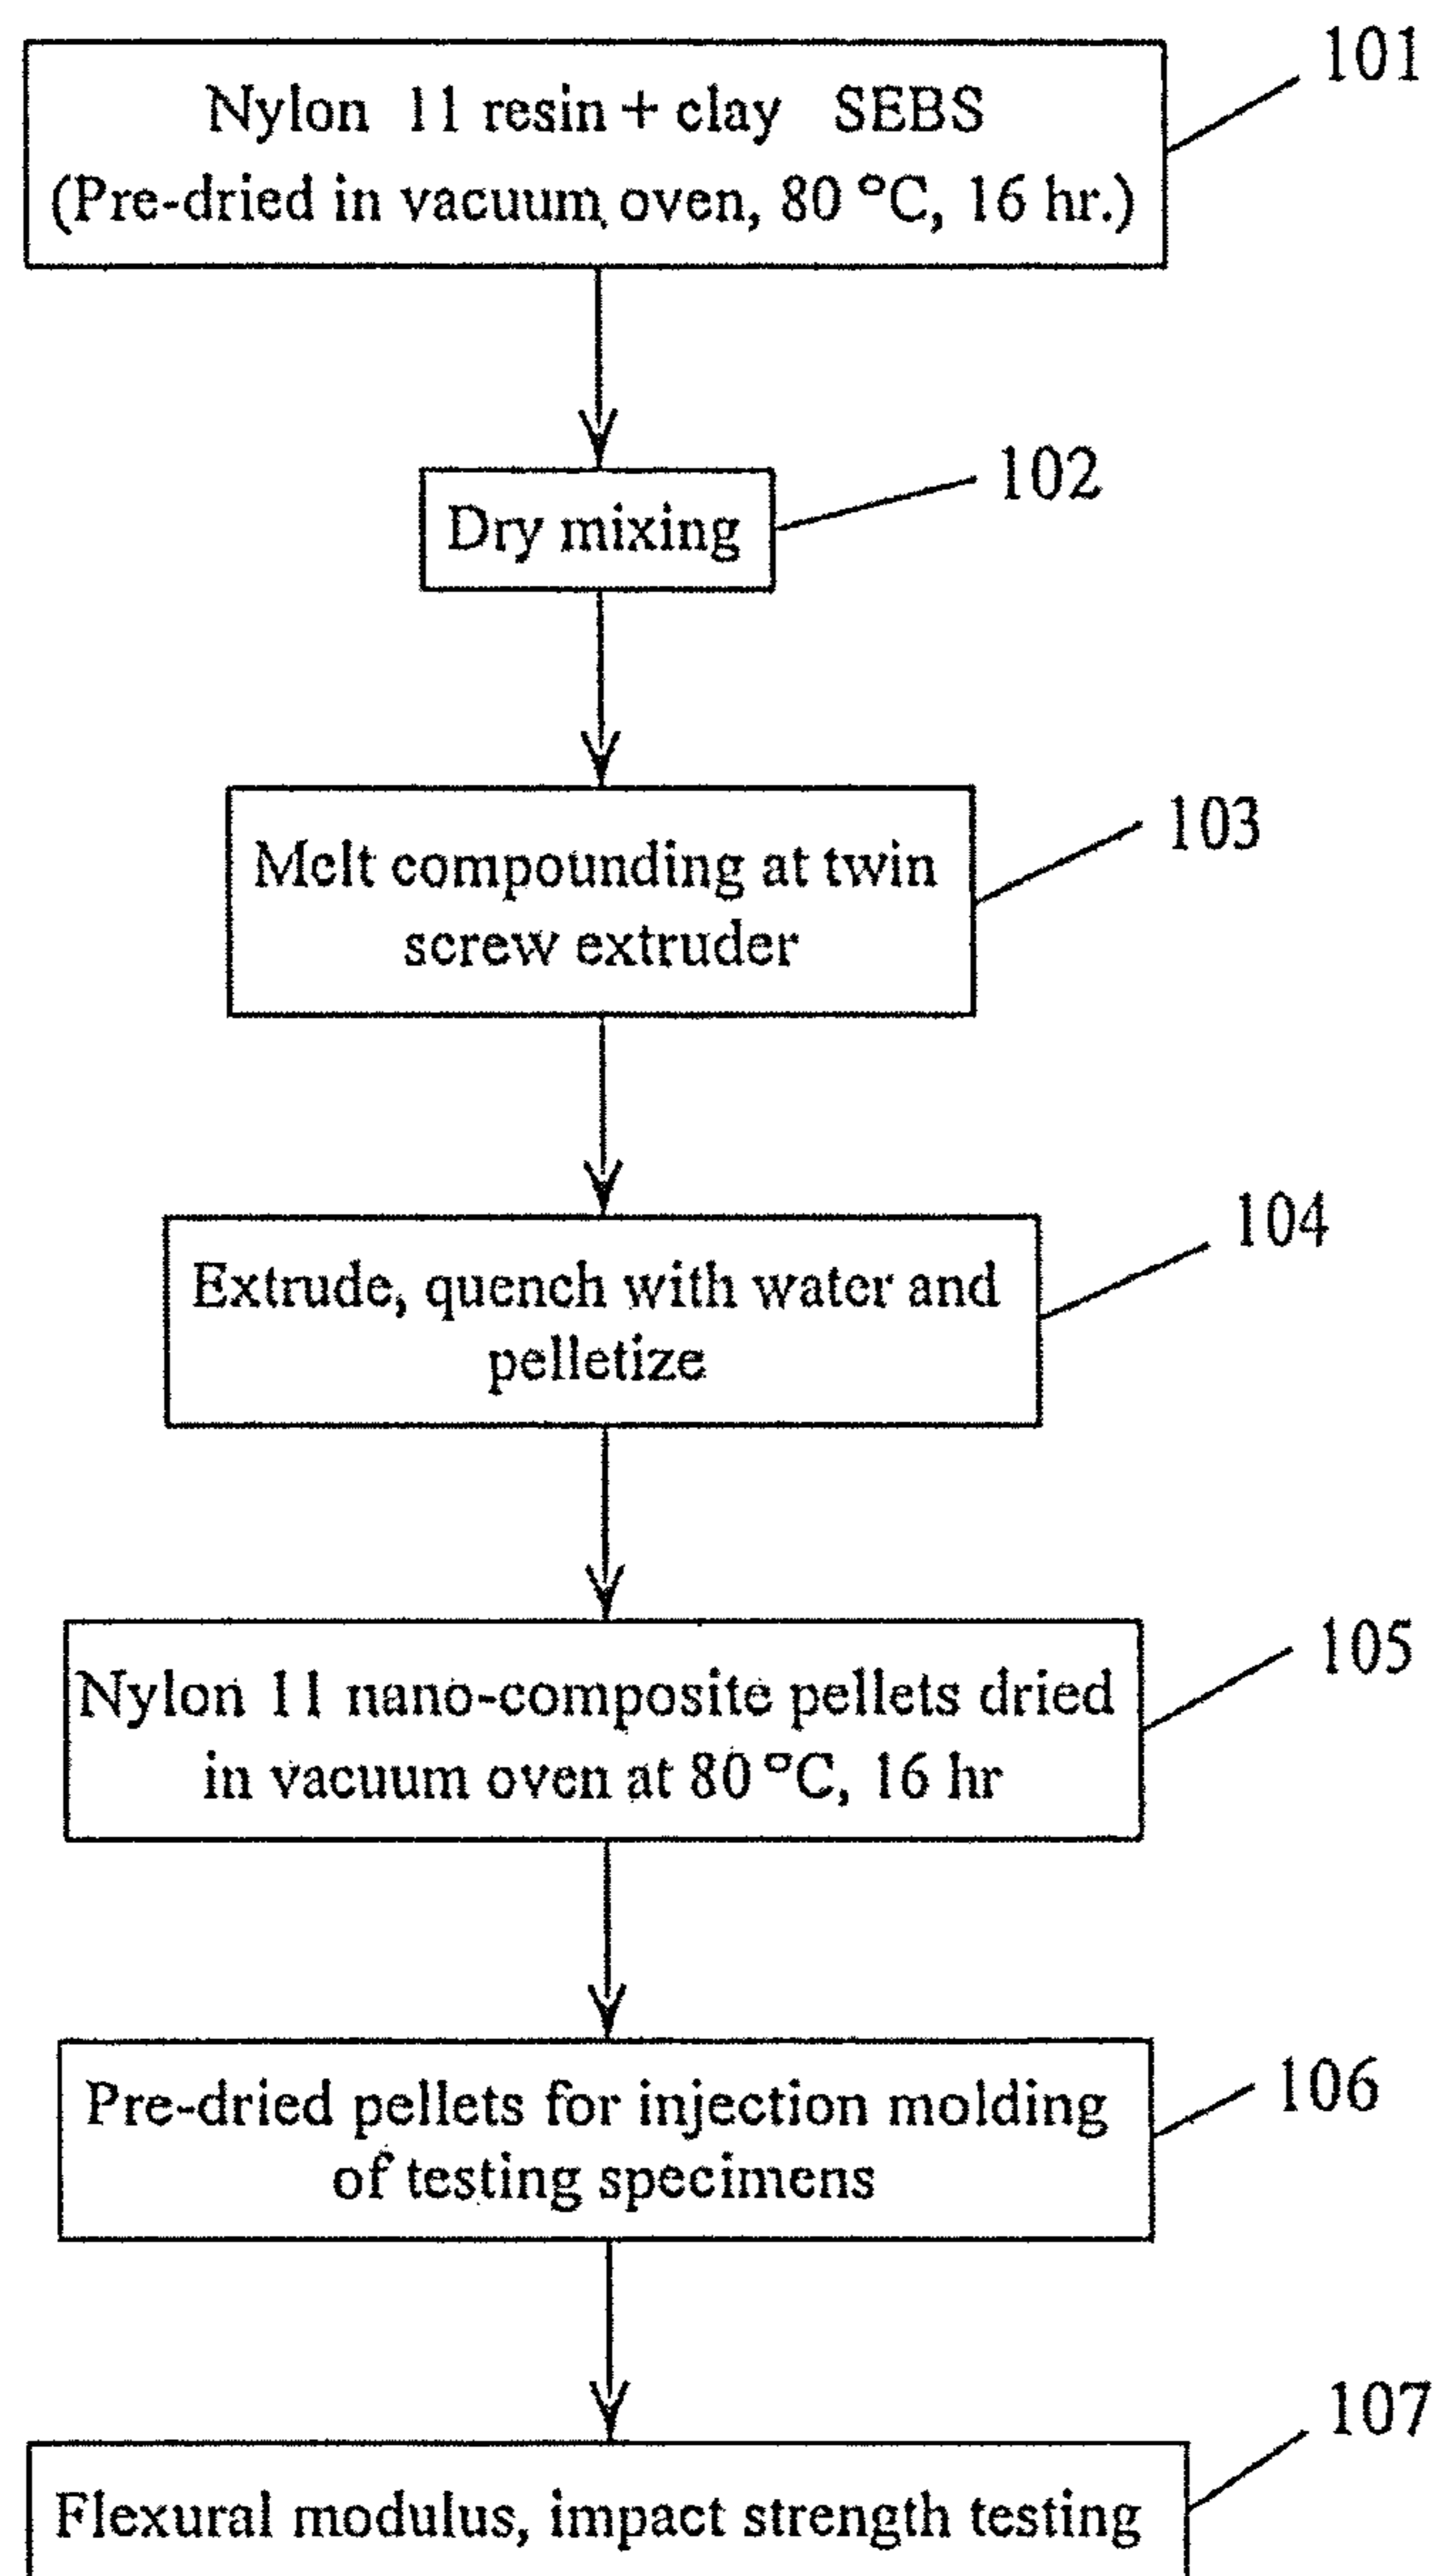 101
Nylon 11 resin + clay SEBS
(Pre-dried in vacuum oven, 80 °C, 16 hr.)
102
Dry mixing
103
Melt compounding at twin
screw extruder
104
Extrude, quench with water and
pelletize
105
Nylon 11 nano-composite pellets dried
in vacuum oven at 80 °C, 16 hr
106
Pre-dried pellets for injection molding
of testing specimens
107
Flexural modulus, impact strength testing